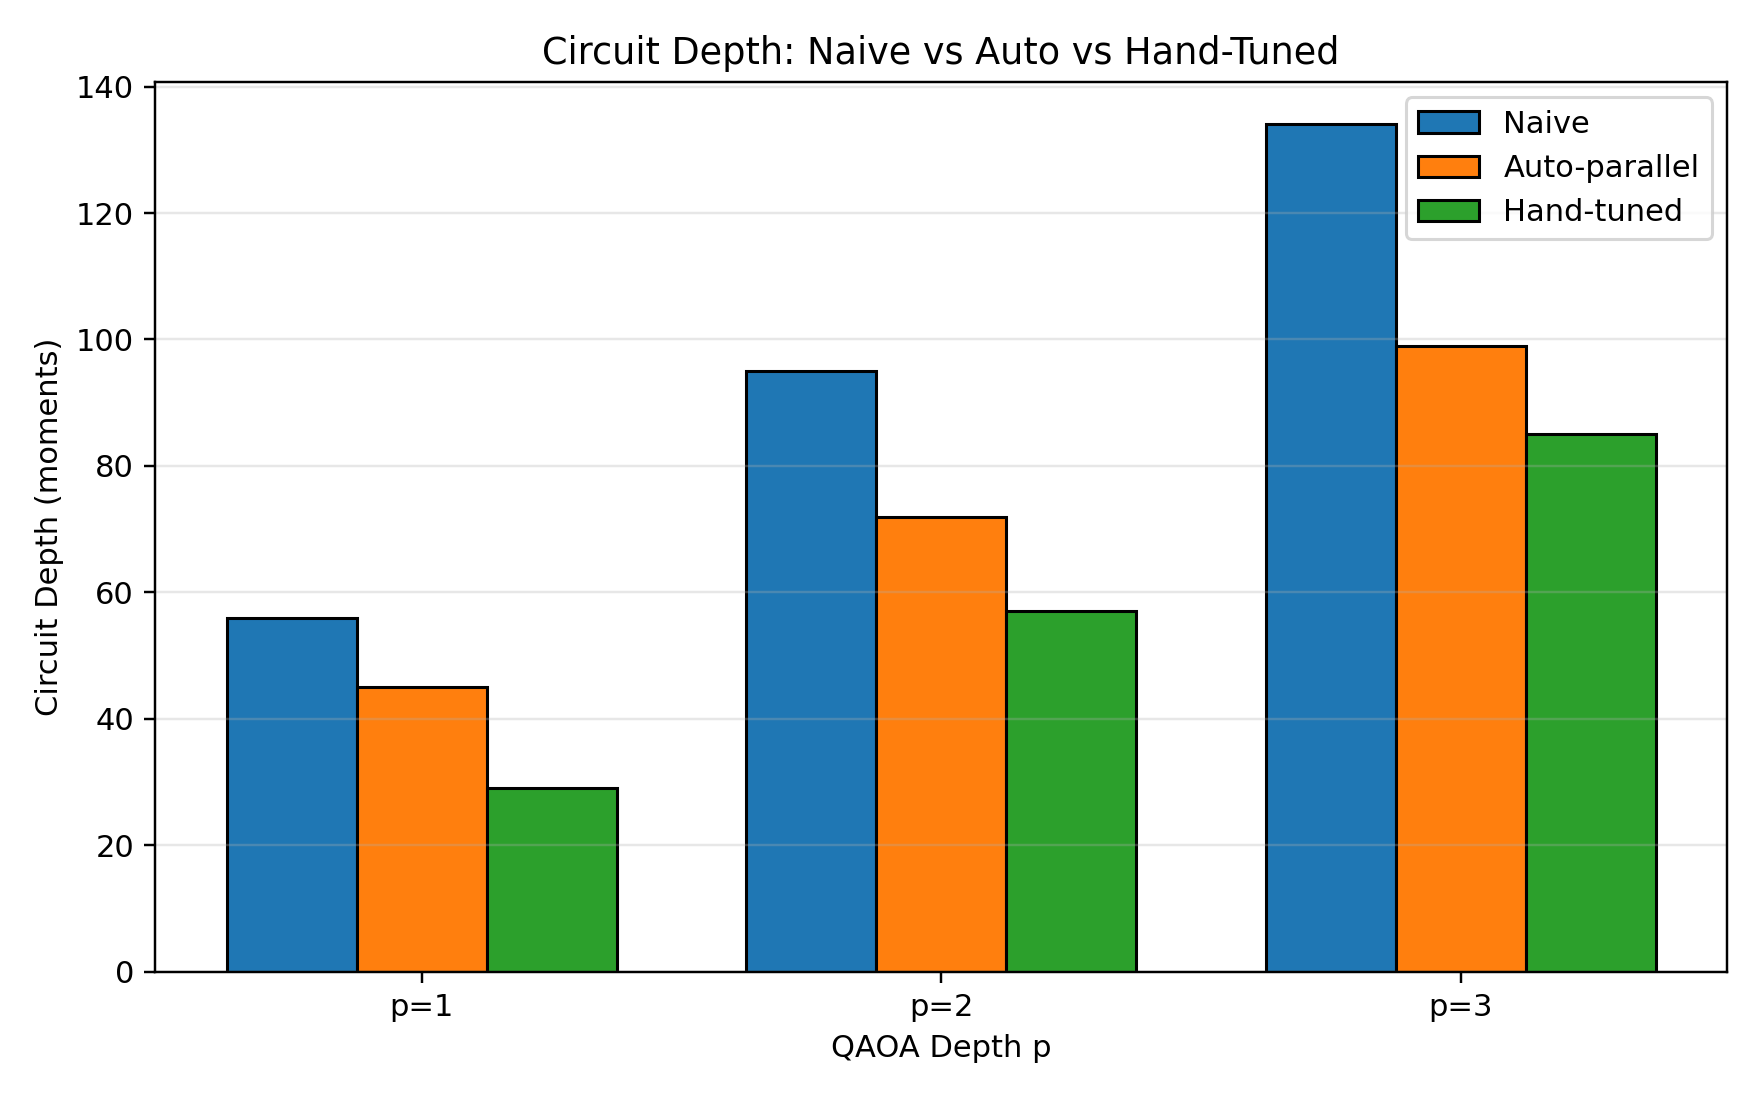 Circuit Depth: Naive vs Auto vs Hand-Tuned
140
120
100
80
60
40
20
0
Circuit Depth (moments)
Naive
Auto-parallel
Hand-tuned
p=1
p=2
p=3
QAOA Depth p